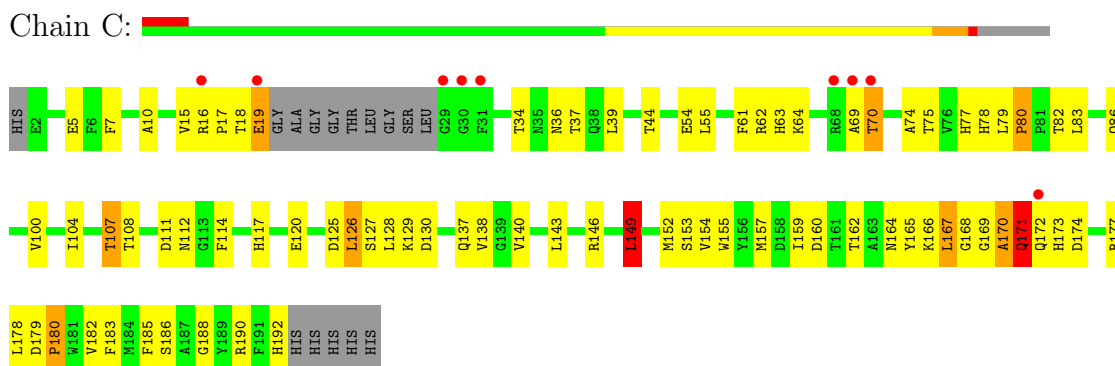 Chain C:
HIS E2 E5 F6 F7 A10 V15 R16 P17 T18 E19 GLY ALA GLY GLY THR LEU GLY SER LEU G29 G30 F31 T34 N35 N36 T37 Q38 L39 T44 E54 L55 F61 R62 H63 K64 R68 A69 T70 A74 T75 V76 H77 H78 L79 P80 P81 T82 L83
V100 I104 T107 T108 D111 N112 G113 F114 H117 E120 D125 L126 S127 L128 K129 D130 Q137 V138 G139 V140 L143 R146 L149 M152 S153 V154 W155 Y156 M157 D158 I159 D160 T161 T162 A163 N164 Y165 K166 L167 G168 G169 A170 Q171 Q172 H173 D174
L178 D179 P180 W181 V182 F183 M184 F185 S186 A187 G188 Y189 R190 F191 H192 HIS HIS HIS HIS HIS